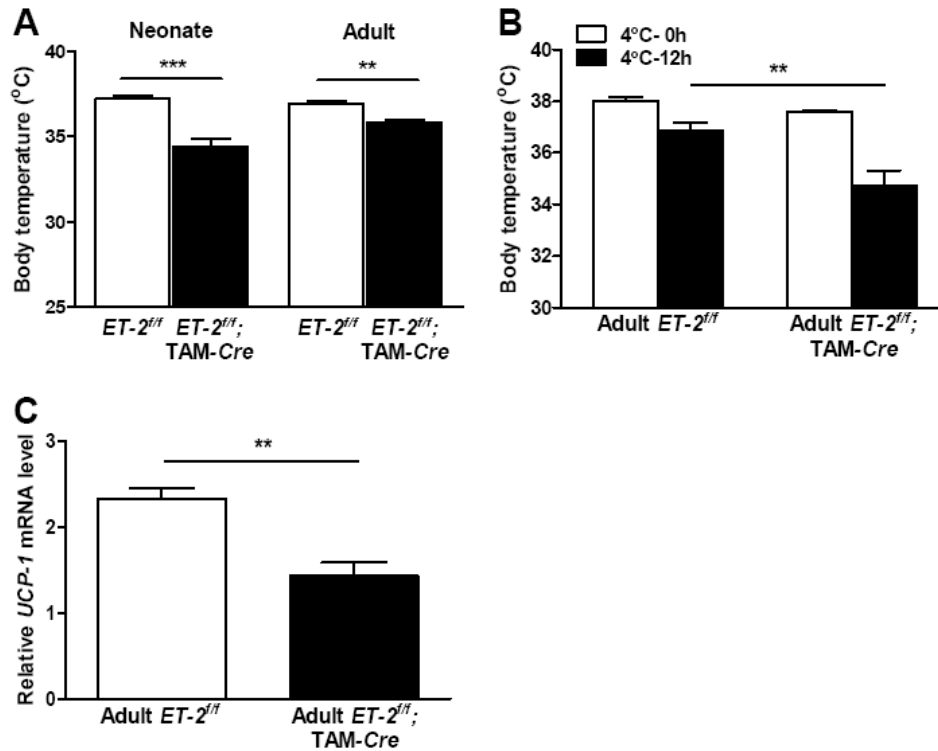 A
Neonate
Adult
***
**
Body temperature (°C)
40
35
30
25
ET-2f/f
ET-2f/f;
TAM-Cre
ET-2f/f
ET-2f/f;
TAM-Cre
B
4°C- 0h
4°C-12h
**
Body temperature (°C)
40
38
36
34
38
30
Adult ET-2f/f
Adult ET-2f/f;
TAM-Cre
C
**
Relative UCP-1 mRNA level
3
2
1
0
Adult ET-2f/f
Adult ET-2f/f;
TAM-Cre